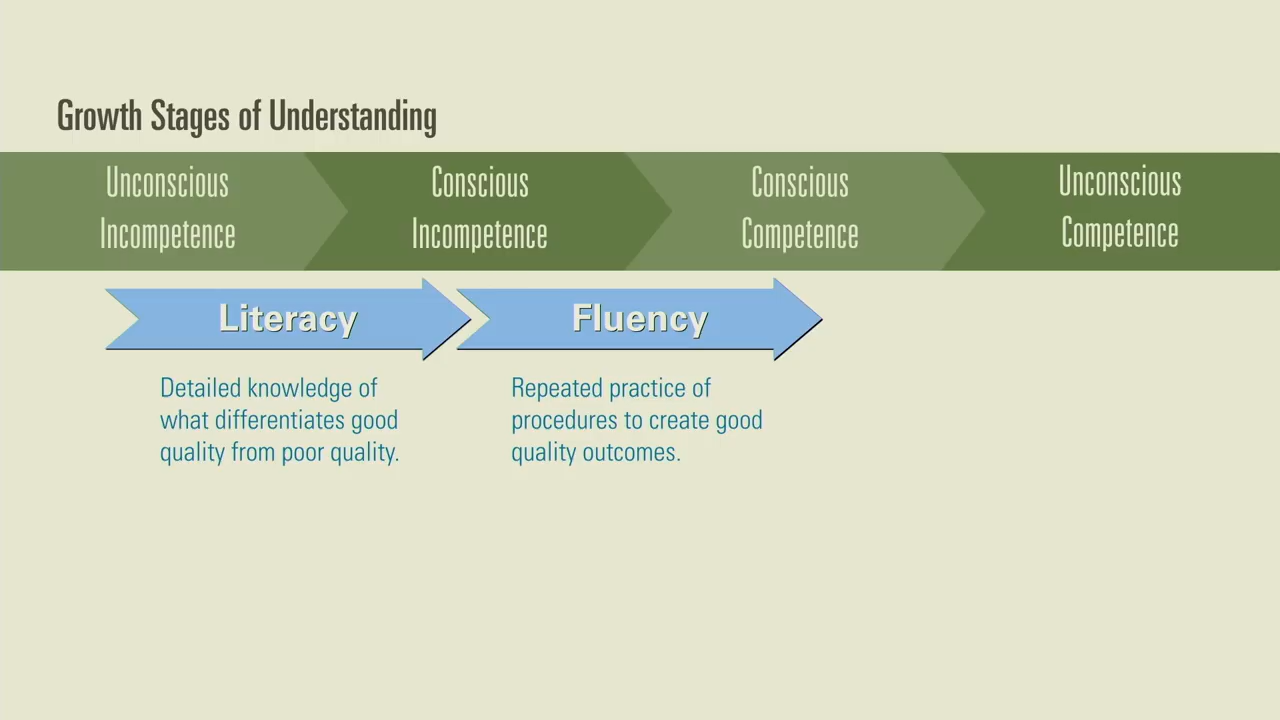 Growth Stages of Understanding
Unconscious
Incompetence
Conscious
Incompetence
Conscious
Competence
Unconscious
Competence
Literacy
Fluency
Detailed knowledge of
what differentiates good
quality from poor quality.
Repeated practice of
procedures to create good
quality outcomes.